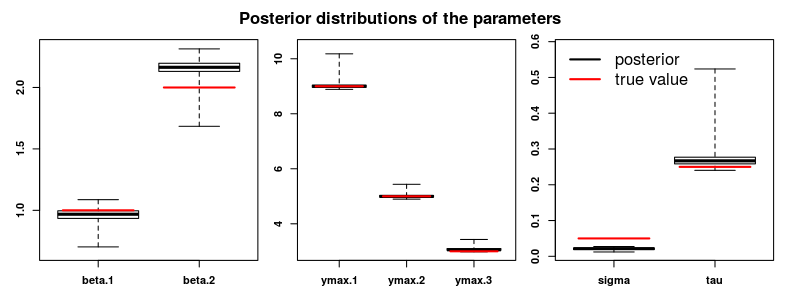 Posterior distributions of the parameters
2.0
1.5
1.0
beta.1 beta.2
10
8
6
4
ymax.1 ymax.2 ymax.3
0.6
0.5
0.4
0.3
0.2
0.1
0.0
posterior
true value
sigma tau